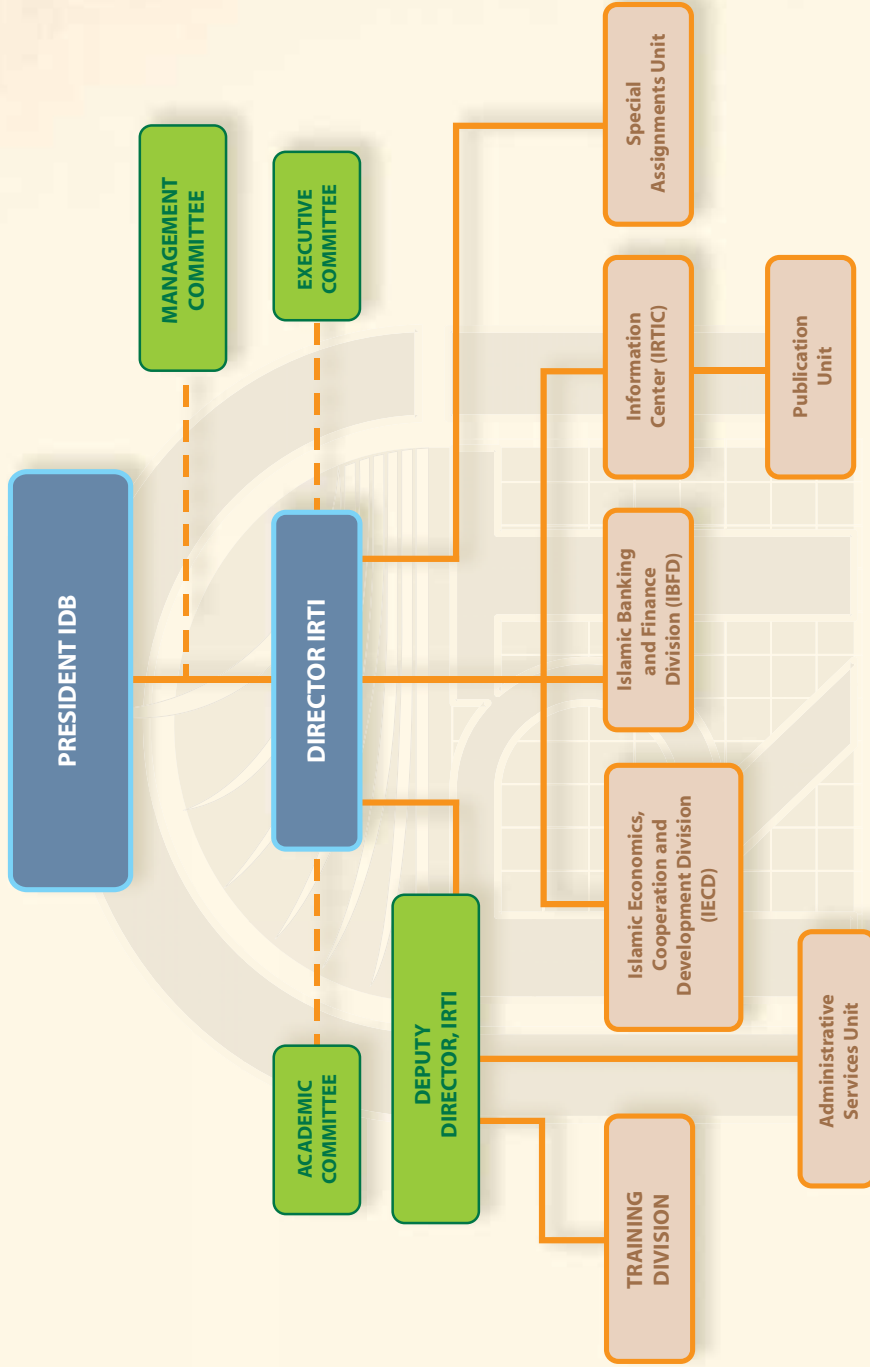 PRESIDENT IDB
MANAGEMENT
COMMITTEE
ACADEMIC
COMMITTEE
DIRECTOR IRTI
EXECUTIVE
COMMITTEE
DEPUTY
DIRECTOR, IRTI
TRAINING
DIVISION
Islamic Economics,
Cooperation and
Development Division
(IECD)
Islamic Banking
and Finance
Division (IBFD)
Information
Center (IRTIC)
Special
Assignments Unit
Administrative
Services Unit
Publication
Unit